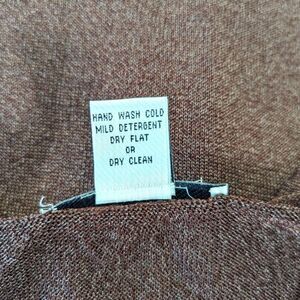 HAND WASH COLD
MILD DETERGENT
DRY FLAT
OR
DRY CLEAN